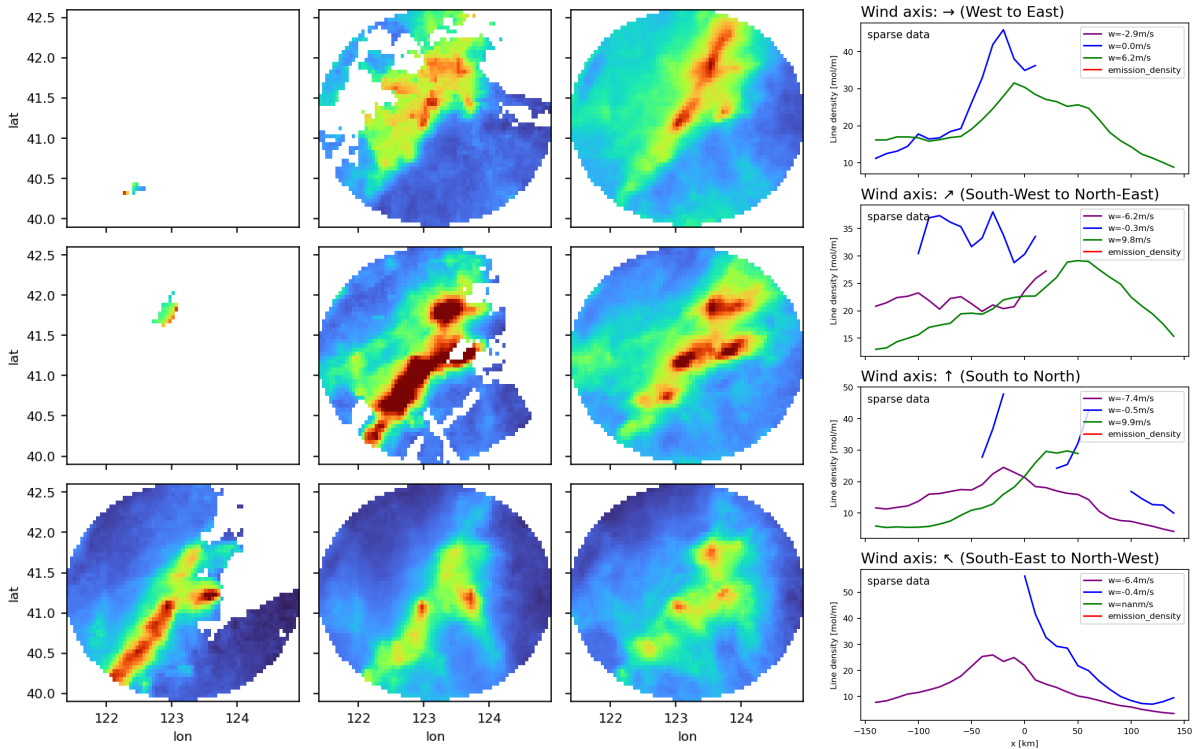 42.5
42.0
41.5
41.0
40.5
40.0
lat
42.5
42.0
41.5
41.0
40.5
40.0
lat
42.5
42.0
41.5
41.0
40.5
40.0
lat
122
123
124
lon
122
123
124
lon
122
123
124
lon
Wind axis: → (West to East)
sparse data
w=-2.9m/s
w=0.0m/s
w=6.2m/s
emission_density
40
30
20
10
Line density [mol/m]
Wind axis: ↗ (South-West to North-East)
sparse data
w=-6.2m/s
w=-0.3m/s
w=9.8m/s
emission_density
35
30
25
20
15
Line density [mol/m]
Wind axis: ↑ (South to North)
sparse data
w=-7.4m/s
w=-0.5m/s
w=9.9m/s
emission_density
50
40
30
20
10
Line density [mol/m]
Wind axis: ↖ (South-East to North-West)
sparse data
w=-6.4m/s
w=-0.4m/s
w=nanm/s
emission_density
50
40
30
20
10
Line density [mol/m]
−150
−100
−50
0
50
100
150
x [km]